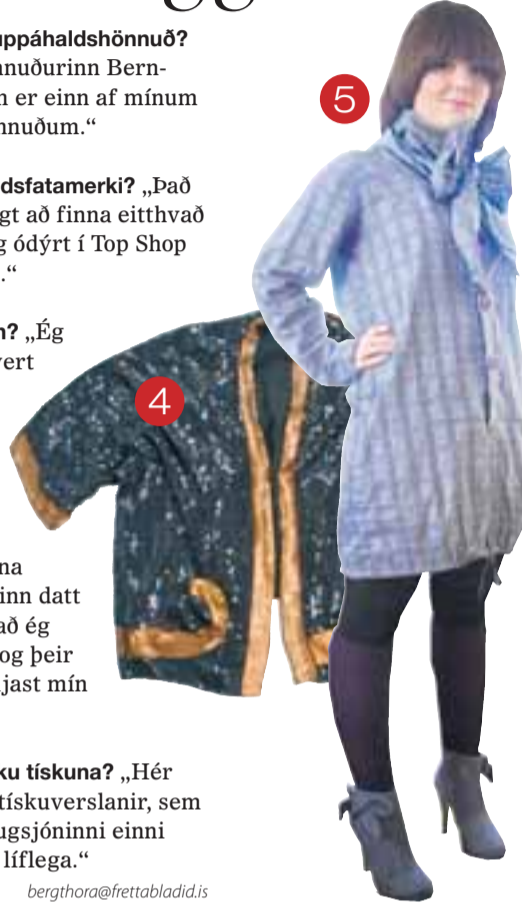 uppáhaldshönnuð?
nnuðurinn Bern-
n er einn af mínum
nnuðum.“
dsfatamerki? „Það
gt að finna eitthvað
g ódýrt í Top Shop
.“
n? „Ég
vert
na
inn datt
að ég
og þeir
jast mín
ku tískuna? „Hér
tískuverslanir, sem
ugsjóninni einni
líflega.“
bergthora@frettabladid.is
4
5